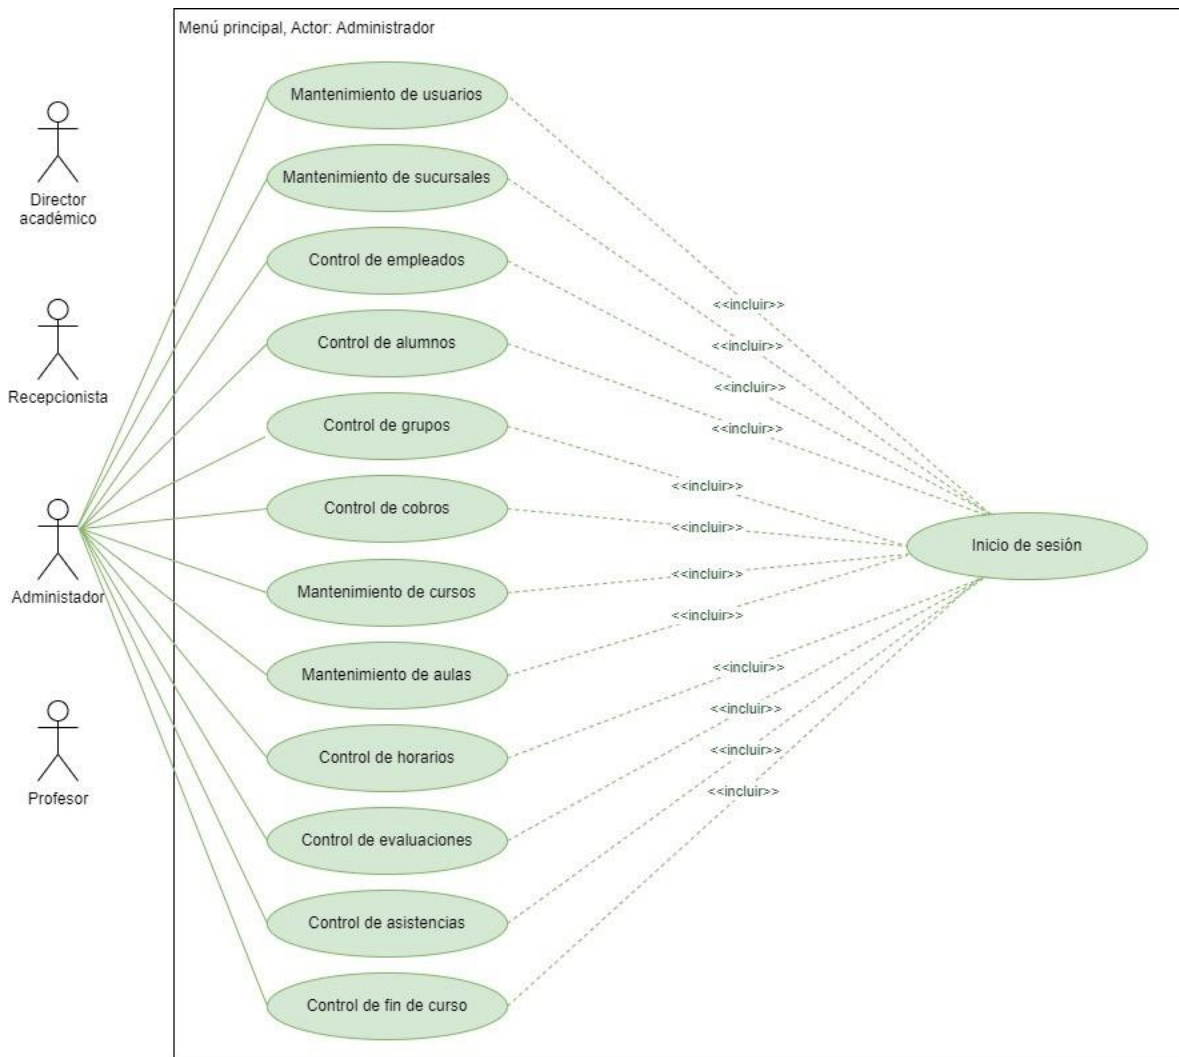 Menú principal, Actor: Administrador
Mantenimiento de usuarios
Mantenimiento de sucursales
Director
académico
Control de empleados
<<incluir>>
Control de alumnos
<<incluir>>
Recepcionista
<<incluir>>
Control de grupos
<<incluir>>
<<incluir>>
Control de cobros
<<incluir>>
Inicio de sesión
<<incluir>>
Administador
Mantenimiento de cursos
<<incluir>>
Mantenimiento de aulas
<<incluir>>
<<incluir>>
Control de horarios
<<incluir>>
<<incluir>>
Profesor
Control de evaluaciones
Control de asistencias
Control de fin de curso